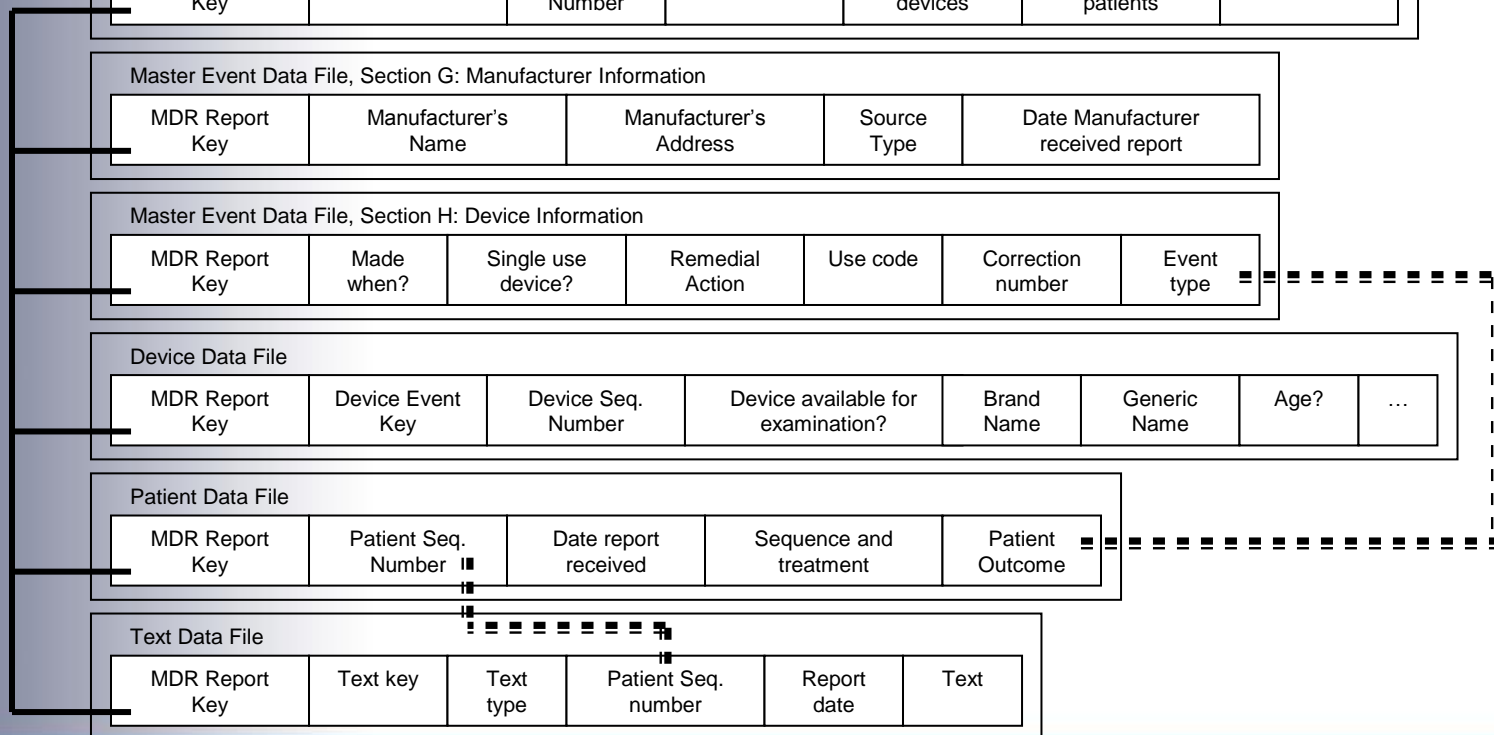 Key Number devices patients
Master Event Data File, Section G: Manufacturer Information
MDR Report Manufacturer’s Manufacturer’s Source Date Manufacturer
Key Name Address Type received report
Master Event Data File, Section H: Device Information
MDR Report Made Single use Remedial Use code Correction Event
Key when? device? Action number type
Device Data File
MDR Report Device Event Device Seq. Device available for Brand Generic Age? …
Key Key Number examination? Name Name
Patient Data File
MDR Report Patient Seq. Date report Sequence and Patient
Key Number received treatment Outcome
Text Data File
MDR Report Text key Text Patient Seq. Report Text
Key type number date